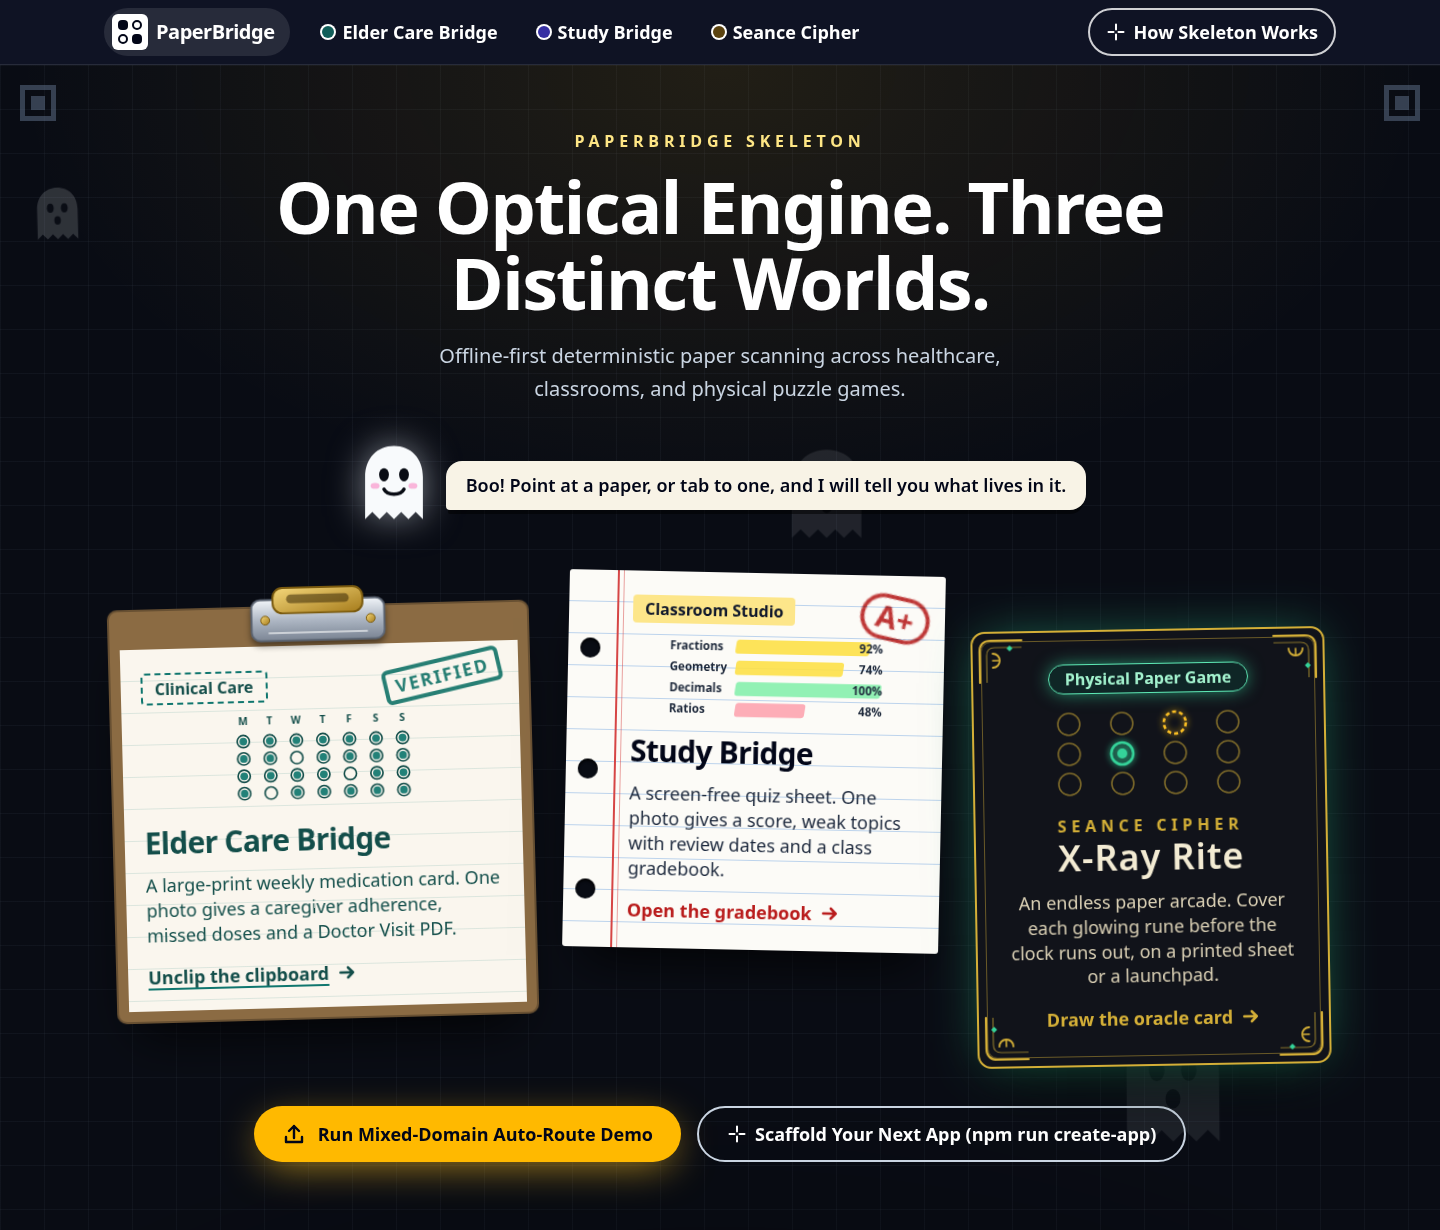 PaperBridge
Elder Care Bridge
Study Bridge
Seance Cipher
How Skeleton Works
PAPERBRIDGE SKELETON
One Optical Engine. Three
Distinct Worlds.
Offline-first deterministic paper scanning across healthcare,
classrooms, and physical puzzle games.
Boo! Point at a paper, or tab to one, and I will tell you what lives in it.
Clinical Care
VERIFIED
M T W T F S S
Elder Care Bridge
A large-print weekly medication card. One
photo gives a caregiver adherence,
missed doses and a Doctor Visit PDF.
Unclip the clipboard →
Classroom Studio
A+
Fractions 92%
Geometry 74%
Decimals 100%
Ratios 48%
Study Bridge
A screen-free quiz sheet. One
photo gives a score, weak topics
with review dates and a class
gradebook.
Open the gradebook →
Physical Paper Game
SEANCE CIPHER
X-Ray Rite
An endless paper arcade. Cover
each glowing rune before the
clock runs out, on a printed sheet
or a launchpad.
Draw the oracle card →
Run Mixed-Domain Auto-Route Demo
Scaffold Your Next App (npm run create-app)